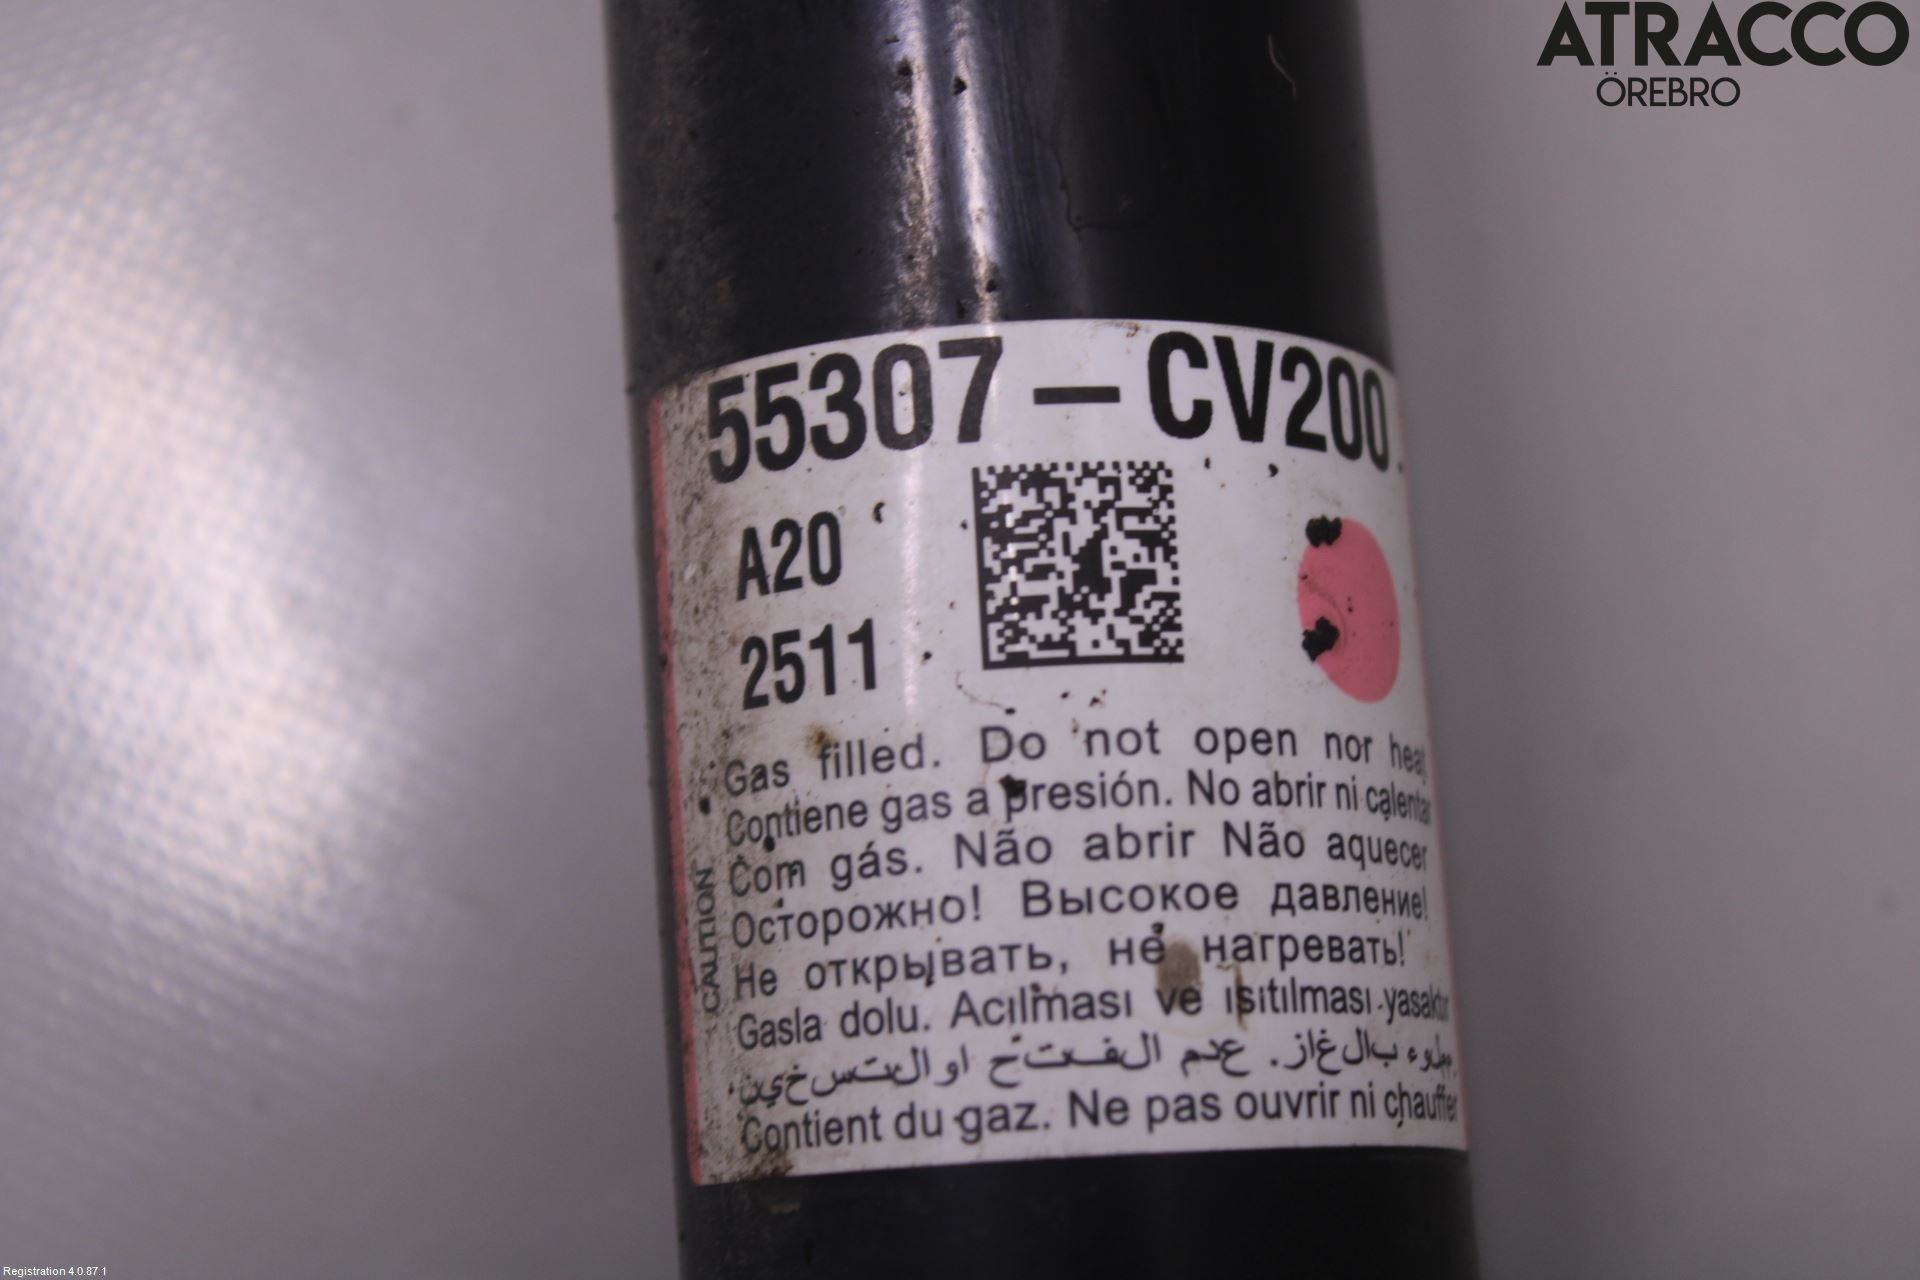 ATRACCO
ÖREBRO
55307-CV200
A20
2511
Gas filled. Do not open nor heat
Contiene gas a presión. No abrir ni calentar
Com gás. Não abrir Não aquecer
Осторожно! Высокое давление!
Не открывать, не нагревать!
Gasla dolu. Acılması ve ısıtılması yasaktır
مملوء بالغاز. عدم الفتح او التسخين.
Contient du gaz. Ne pas ouvrir ni chauffer
CAUTION
Registration 4.0.87.1